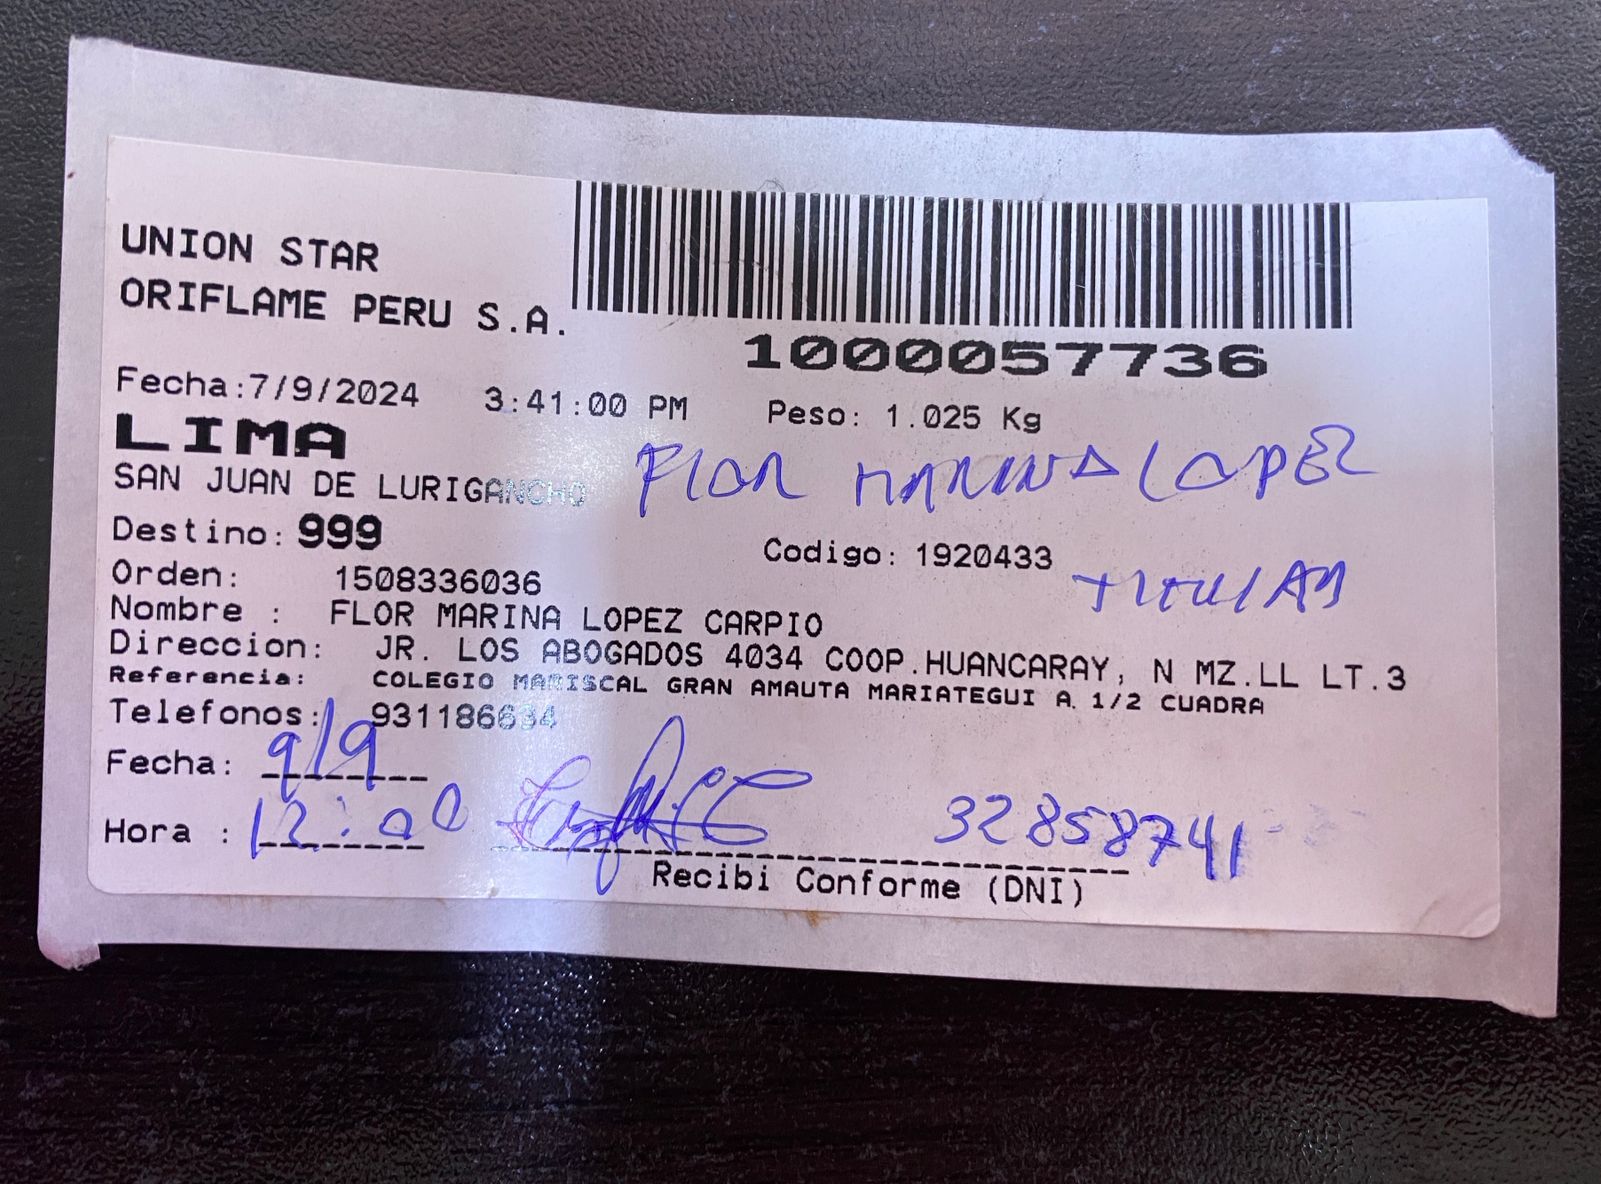 UNION STAR
ORIFLAME PERU S.A.
1000057736
Fecha:7/9/2024 3:41:00 PM Peso: 1.025 Kg
LIMA
SAN JUAN DE LURIGANCHO
FLOR MARINA LOPEZ
Destino: 999 Codigo: 1920433
TITULAR
Orden: 1508336036
Nombre : FLOR MARINA LOPEZ CARPIO
Direccion: JR. LOS ABOGADOS 4034 COOP.HUANCARAY, N MZ.LL LT.3
Referencia: COLEGIO MARISCAL GRAN AMAUTA MARIATEGUI A 1/2 CUADRA
Telefonos: 931186634
Fecha: 9/9
Hora : 12:00 32858741
Recibi Conforme (DNI)